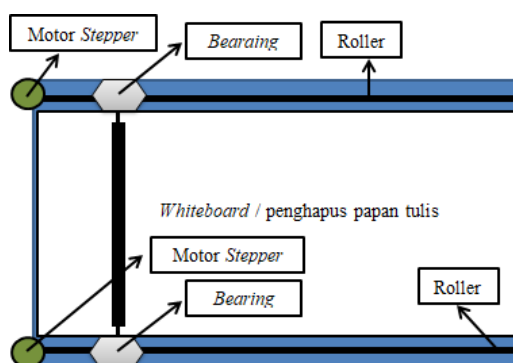 Motor Stepper
Bearaing
Roller
Whiteboard / penghapus papan tulis
Motor Stepper
Bearing
Roller